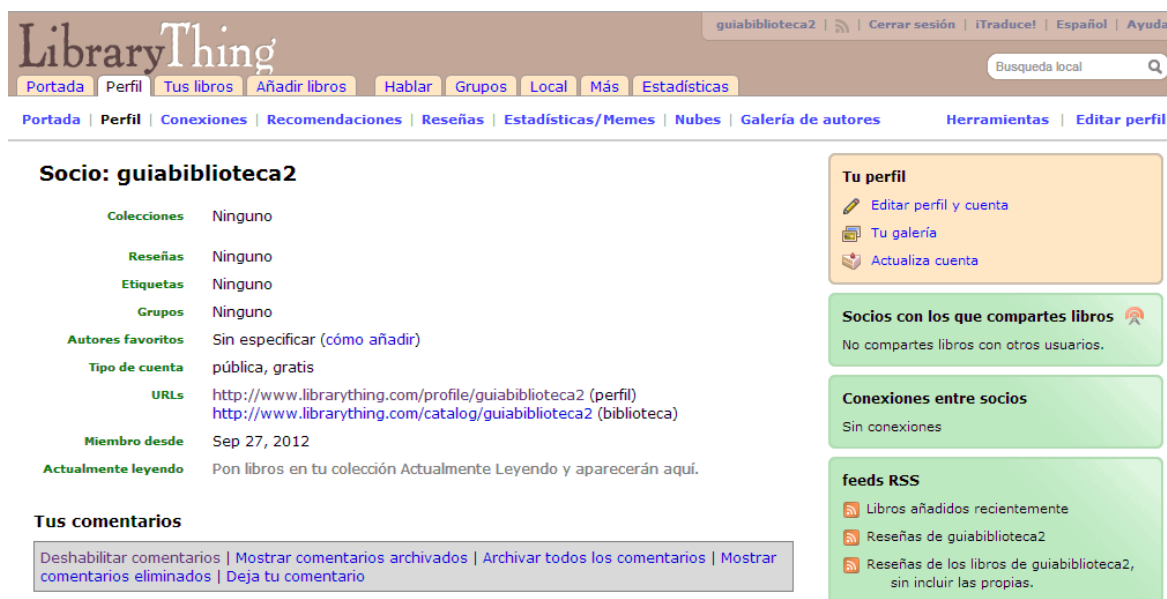 guiabiblioteca2 | | Cerrar sesión | ¡Traduce! | Español | Ayuda
LibraryThing
Busqueda local
Portada Perfil Tus libros Añadir libros Hablar Grupos Local Más Estadísticas
Portada | Perfil | Conexiones | Recomendaciones | Reseñas | Estadísticas/Memes | Nubes | Galería de autores Herramientas | Editar perfil
Socio: guiabiblioteca2
Colecciones Ninguno
Reseñas Ninguno
Etiquetas Ninguno
Grupos Ninguno
Autores favoritos Sin especificar (cómo añadir)
Tipo de cuenta pública, gratis
URLs http://www.librarything.com/profile/guiabiblioteca2 (perfil)
http://www.librarything.com/catalog/guiabiblioteca2 (biblioteca)
Miembro desde Sep 27, 2012
Actualmente leyendo Pon libros en tu colección Actualmente Leyendo y aparecerán aquí.
Tus comentarios
Deshabilitar comentarios | Mostrar comentarios archivados | Archivar todos los comentarios | Mostrar
comentarios eliminados | Deja tu comentario
Tu perfil
Editar perfil y cuenta
Tu galería
Actualiza cuenta
Socios con los que compartes libros
No compartes libros con otros usuarios.
Conexiones entre socios
Sin conexiones
feeds RSS
Libros añadidos recientemente
Reseñas de guiabiblioteca2
Reseñas de los libros de guiabiblioteca2,
sin incluir las propias.